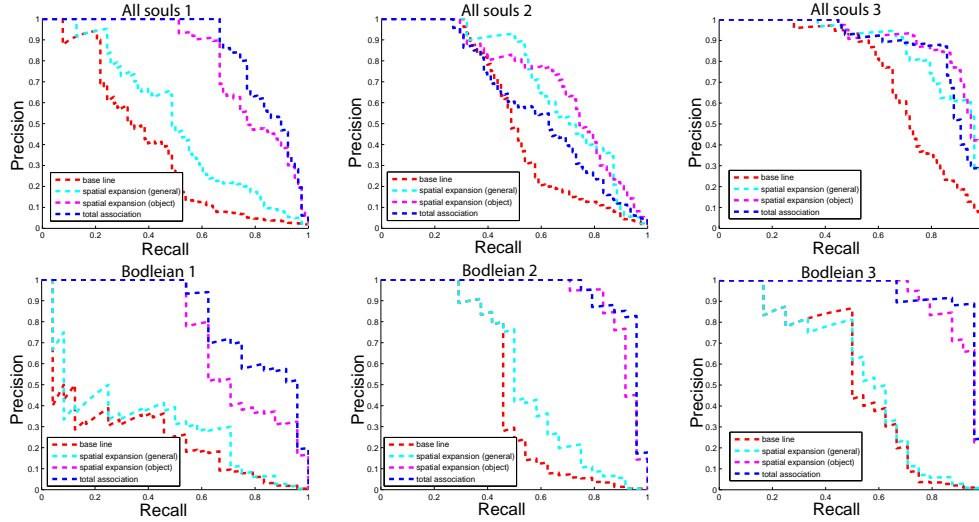 All souls 1
All souls 2
All souls 3
1
0.9
0.8
0.7
0.6
0.5
0.4
0.3
0.2
0.1
0
Precision
base line
spatial expansion (general)
spatial expansion (object)
total association
0 0.2 0.4 0.6 0.8 1
Recall
1
0.9
0.8
0.7
0.6
0.5
0.4
0.3
0.2
0.1
0
Precision
base line
spatial expansion (general)
spatial expansion (object)
total association
0 0.2 0.4 0.6 0.8 1
Recall
1
0.9
0.8
0.7
0.6
0.5
0.4
0.3
0.2
0.1
0
Precision
base line
spatial expansion (general)
spatial expansion (object)
total association
0 0.2 0.4 0.6 0.8
Recall
Bodleian 1
Bodleian 2
Bodleian 3
1
0.9
0.8
0.7
0.6
0.5
0.4
0.3
0.2
0.1
0
Precision
base line
spatial expansion (general)
spatial expansion (object)
total association
0 0.2 0.4 0.6 0.8 1
Recall
1
0.9
0.8
0.7
0.6
0.5
0.4
0.3
0.2
0.1
0
Precision
base line
spatial expansion (general)
spatial expansion (object)
total association
0 0.2 0.4 0.6 0.8 1
Recall
1
0.9
0.8
0.7
0.6
0.5
0.4
0.3
0.2
0.1
0
Precision
base line
spatial expansion (general)
spatial expansion (object)
total association
0 0.2 0.4 0.6 0.8
Recall